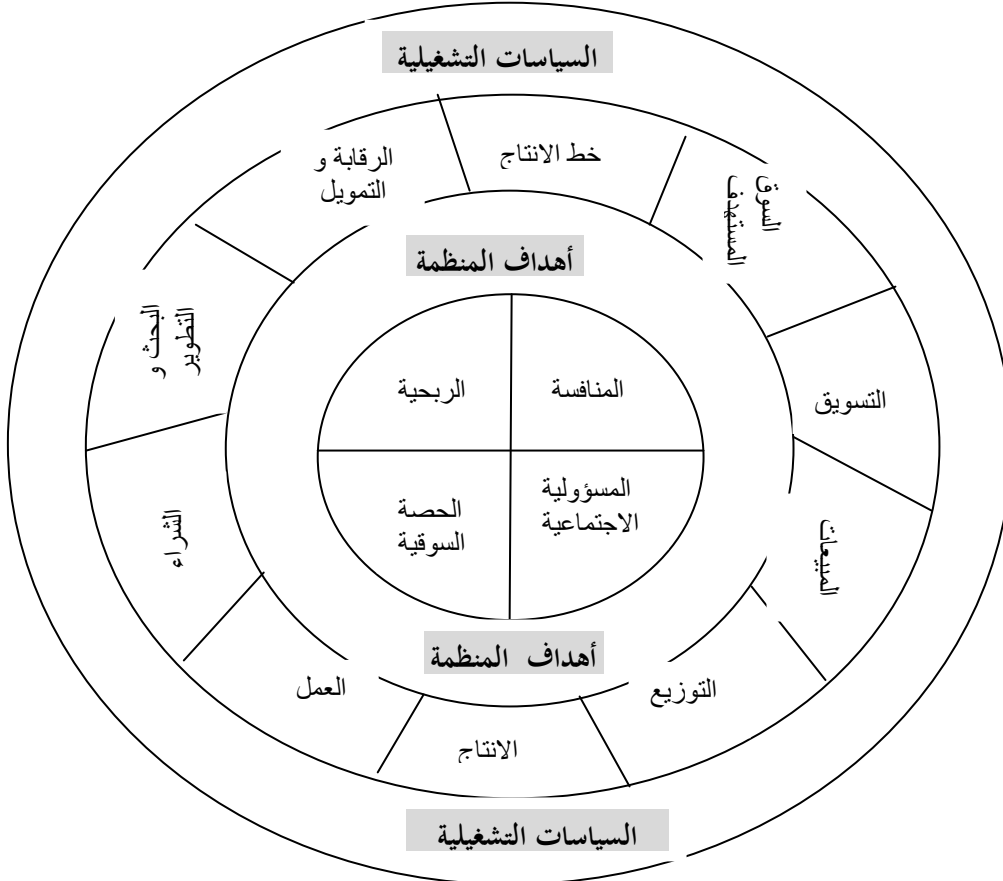 السياسات التشغيلية
خط الانتاج
الرقابة و
التمويل
السوق
المستهدف
أهداف المنظمة
البحث و
التطوير
المنافسة
الربحية
التسويق
المسؤولية
الاجتماعية
الحصة
السوقية
الشراء
المبيعات
أهداف المنظمة
العمل
التوزيع
الانتاج
السياسات التشغيلية